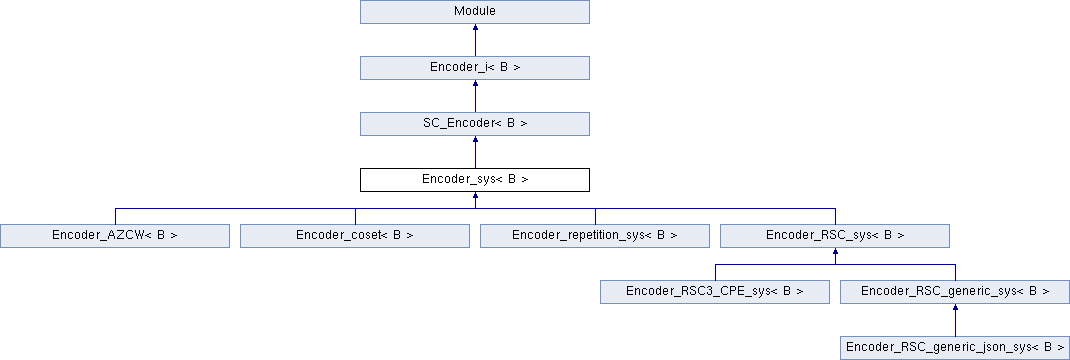 Module
Encoder_i< B >
SC_Encoder< B >
Encoder_sys< B >
Encoder_AZCW< B >
Encoder_coset< B >
Encoder_repetition_sys< B >
Encoder_RSC_sys< B >
Encoder_RSC3_CPE_sys< B >
Encoder_RSC_generic_sys< B >
Encoder_RSC_generic_json_sys< B >